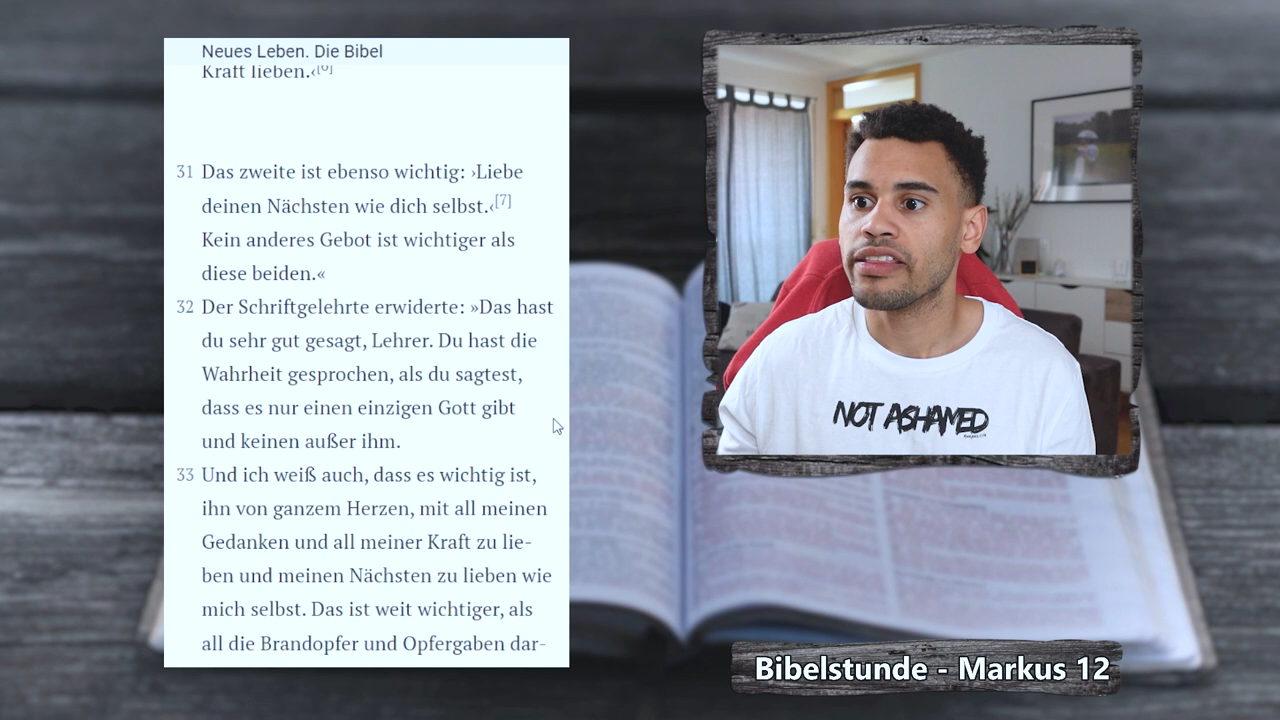 Neues Leben. Die Bibel
Kraft lieben.‹[6]
31 Das zweite ist ebenso wichtig: ›Liebe
deinen Nächsten wie dich selbst.‹[7]
Kein anderes Gebot ist wichtiger als
diese beiden.«
32 Der Schriftgelehrte erwiderte: »Das hast
du sehr gut gesagt, Lehrer. Du hast die
Wahrheit gesprochen, als du sagtest,
dass es nur einen einzigen Gott gibt
und keinen außer ihm.
33 Und ich weiß auch, dass es wichtig ist,
ihn von ganzem Herzen, mit all meinen
Gedanken und all meiner Kraft zu lie-
ben und meinen Nächsten zu lieben wie
mich selbst. Das ist weit wichtiger, als
all die Brandopfer und Opfergaben dar-
NOT ASHAMED
Bibelstunde - Markus 12